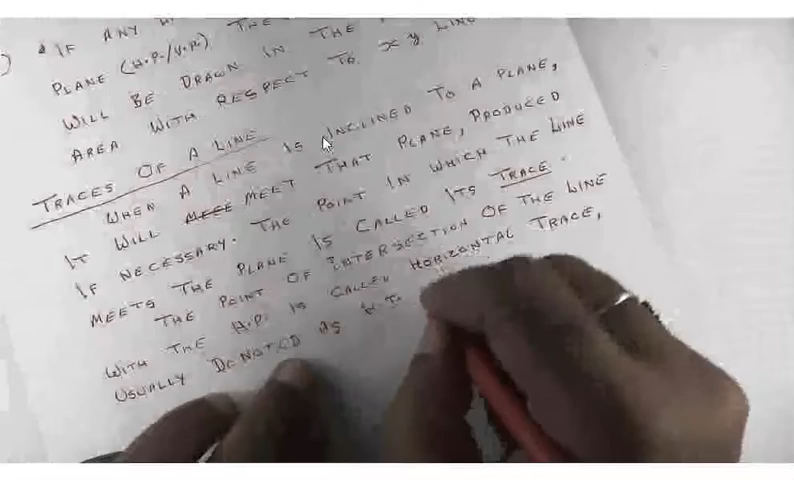 IF ANY
PLANE (H.P./V.P.) THE
WILL BE DRAWN IN THE
AREA WITH RESPECT TO xy LINE
TRACES OF A LINE
WHEN A LINE IS INCLINED TO A PLANE,
IT WILL MEET THAT PLANE, PRODUCED
IF NECESSARY. THE POINT IN WHICH THE LINE
MEETS THE PLANE IS CALLED ITS TRACE.
THE POINT OF INTERSECTION OF THE LINE
WITH THE H.P. IS CALLED HORIZONTAL TRACE,
USUALLY DENOTED AS